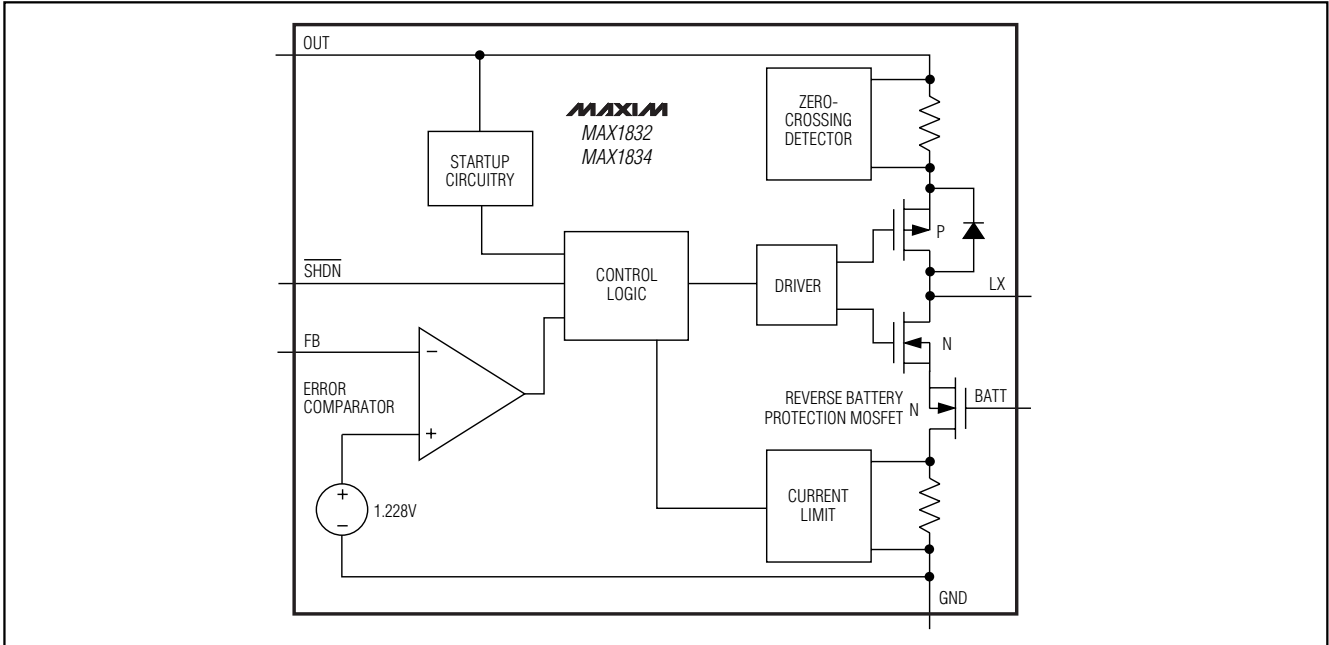 OUT
MAXIM
MAX1832
MAX1834
ZERO-
CROSSING
DETECTOR
STARTUP
CIRCUITRY
P
SHDN
CONTROL
LOGIC
DRIVER
LX
FB
−
N
ERROR
COMPARATOR
REVERSE BATTERY
PROTECTION MOSFET
N
BATT
+
+
−
1.228V
CURRENT
LIMIT
GND